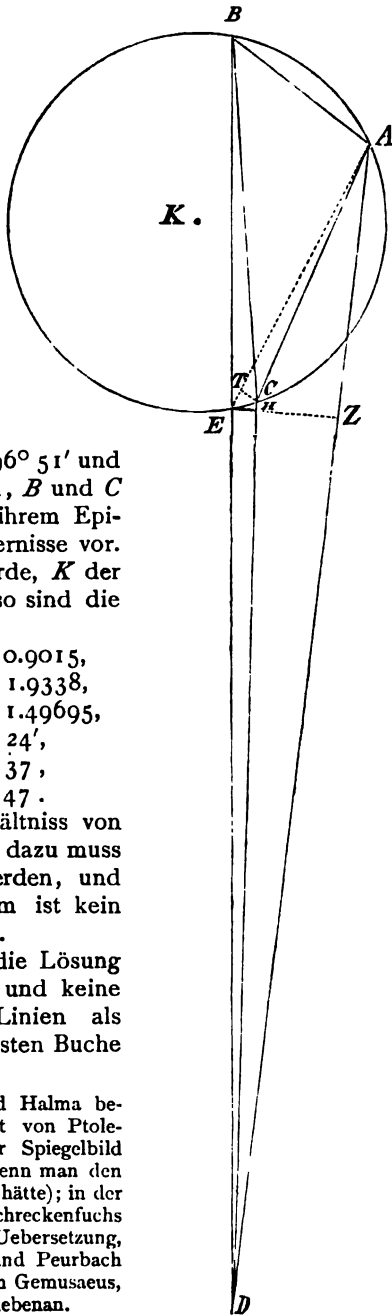 B
A
K.
T
C
H
E
Z
96° 51′ und
, B und C
ihrem Epi-
ernisse vor.
rde, K der
so sind die
0.9015,
1.9338,
1.49695,
24′,
37 ,
47 .
ältniss von
dazu muss
erden, und
m ist kein
.
die Lösung
und keine
Linien als
sten Buche
d Halma be-
t von Ptole-
r Spiegelbild
enn man den
hätte); in der
chreckenfuchs
Uebersetzung,
und Peurbach
n Gemusaeus,
ebenan.
D